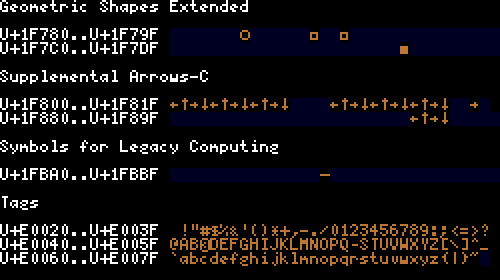 Geometric Shapes Extended
U+1F780..U+1F79F ○ ▫ ▫
U+1F7C0..U+1F7DF ▪
Supplemental Arrows-C
U+1F800..U+1F81F ←↑→↓←↑→↓←↑→↓ ←↑→↓←↑→↓←↑→↓ →
U+1F880..U+1F89F ←↑→↓
Symbols for Legacy Computing
U+1FBA0..U+1FBBF –
Tags
U+E0020..U+E003F !"#$%&'()*+,-./0123456789:;<=>?
U+E0040..U+E005F @ABCDEFGHIJKLMNOPQRSTUVWXYZ[\]^_
U+E0060..U+E007F `abcdefghijklmnopqrstuvwxyz{|}~